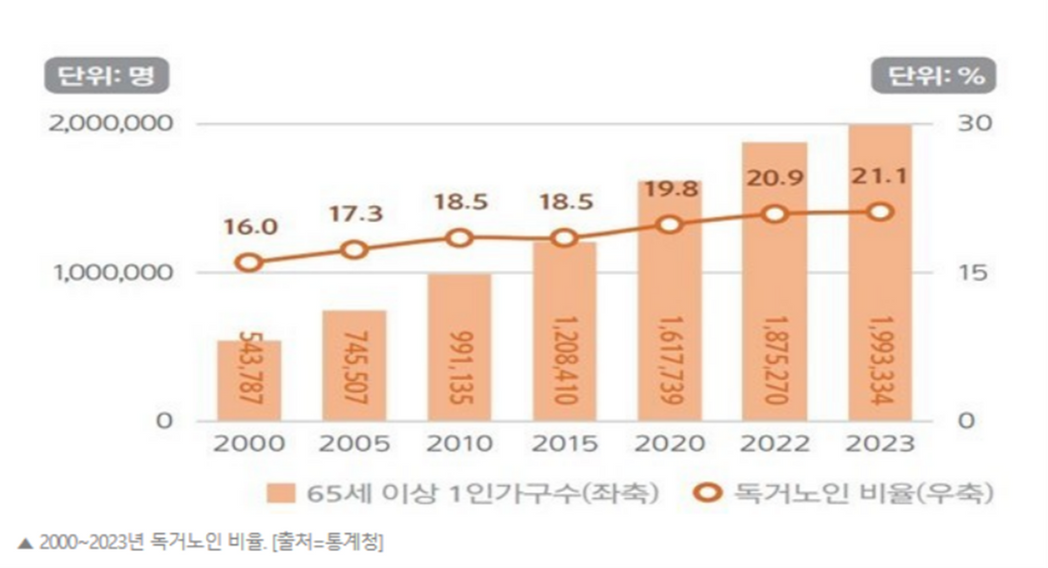 단위: 명 단위: %
2,000,000 30
16.0 17.3 18.5 18.5 19.8 20.9 21.1
1,000,000 15
543,787 745,507 991,135 1,208,410 1,617,739 1,875,270 1,993,334
0 0
2000 2005 2010 2015 2020 2022 2023
65세 이상 1인가구수(좌축) 독거노인 비율(우축)
▲ 2000~2023년 독거노인 비율. [출처=통계청]